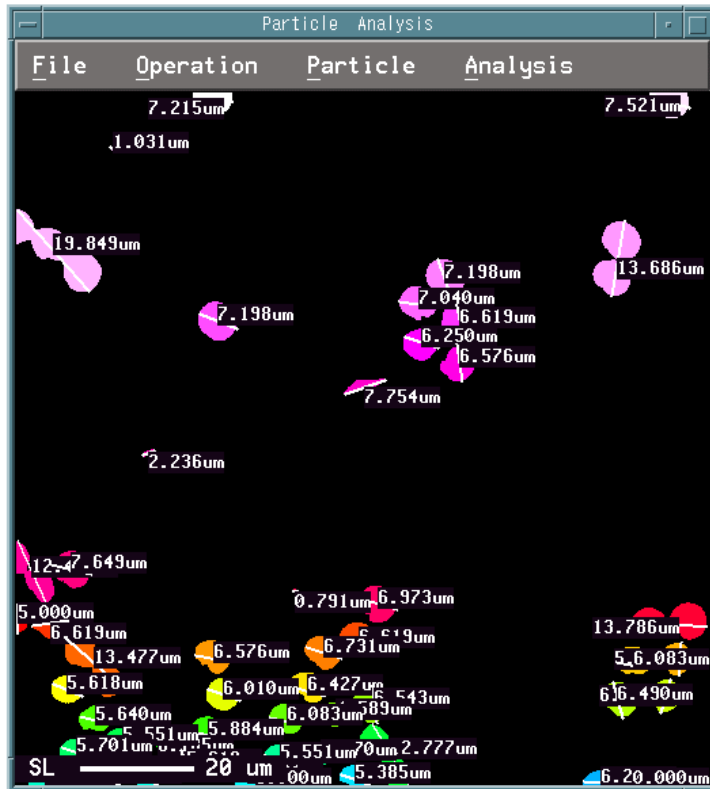 Particle Analysis
File Operation Particle Analysis
7.215um 7.521um
1.031um
19.849um
7.198um 13.686um
7.040um
7.198um 6.619um
6.250um
6.576um
7.754um
2.236um
7.649um
0.791um 6.973um
5.000um
6.619um 6.619um 13.786um
6.731um
13.477um 6.576um 6.083um
5.618um 6.010um 6.427um 6.490um
6.543um
5.640um 5.884um 6.083um
5.551um
5.701um 5.551um 2.777um
SL 20 um 5.385um